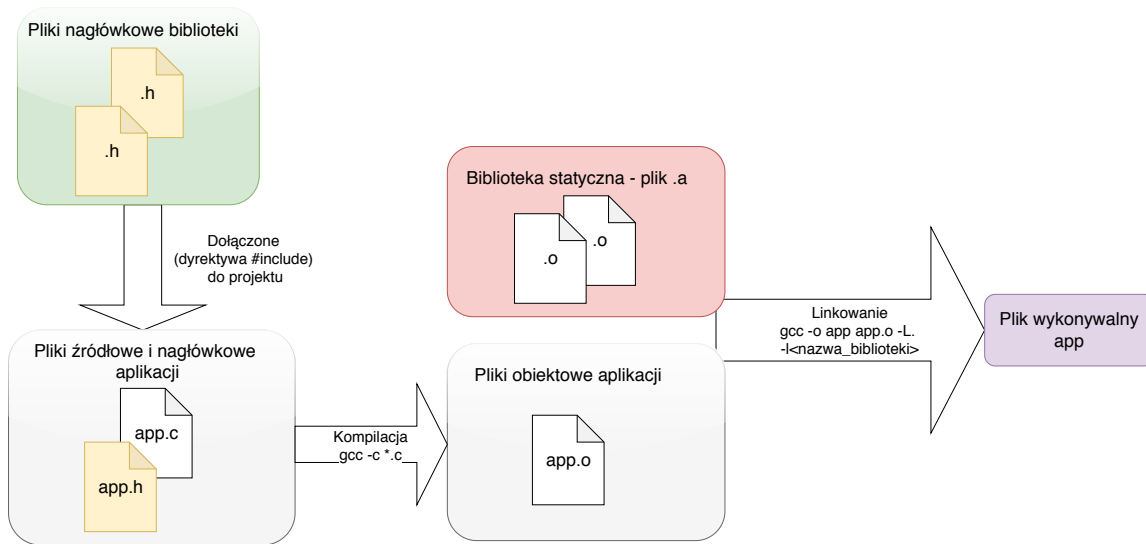 Pliki nagłówkowe biblioteki
.h
.h
Dołączone
(dyrektywa #include)
do projektu
Pliki źródłowe i nagłówkowe
aplikacji
app.c
app.h
Kompilacja
gcc -c *.c
Biblioteka statyczna - plik .a
.o
.o
Pliki obiektowe aplikacji
app.o
Linkowanie
gcc -o app app.o -L.
-l<nazwa_biblioteki>
Plik wykonywalny
app